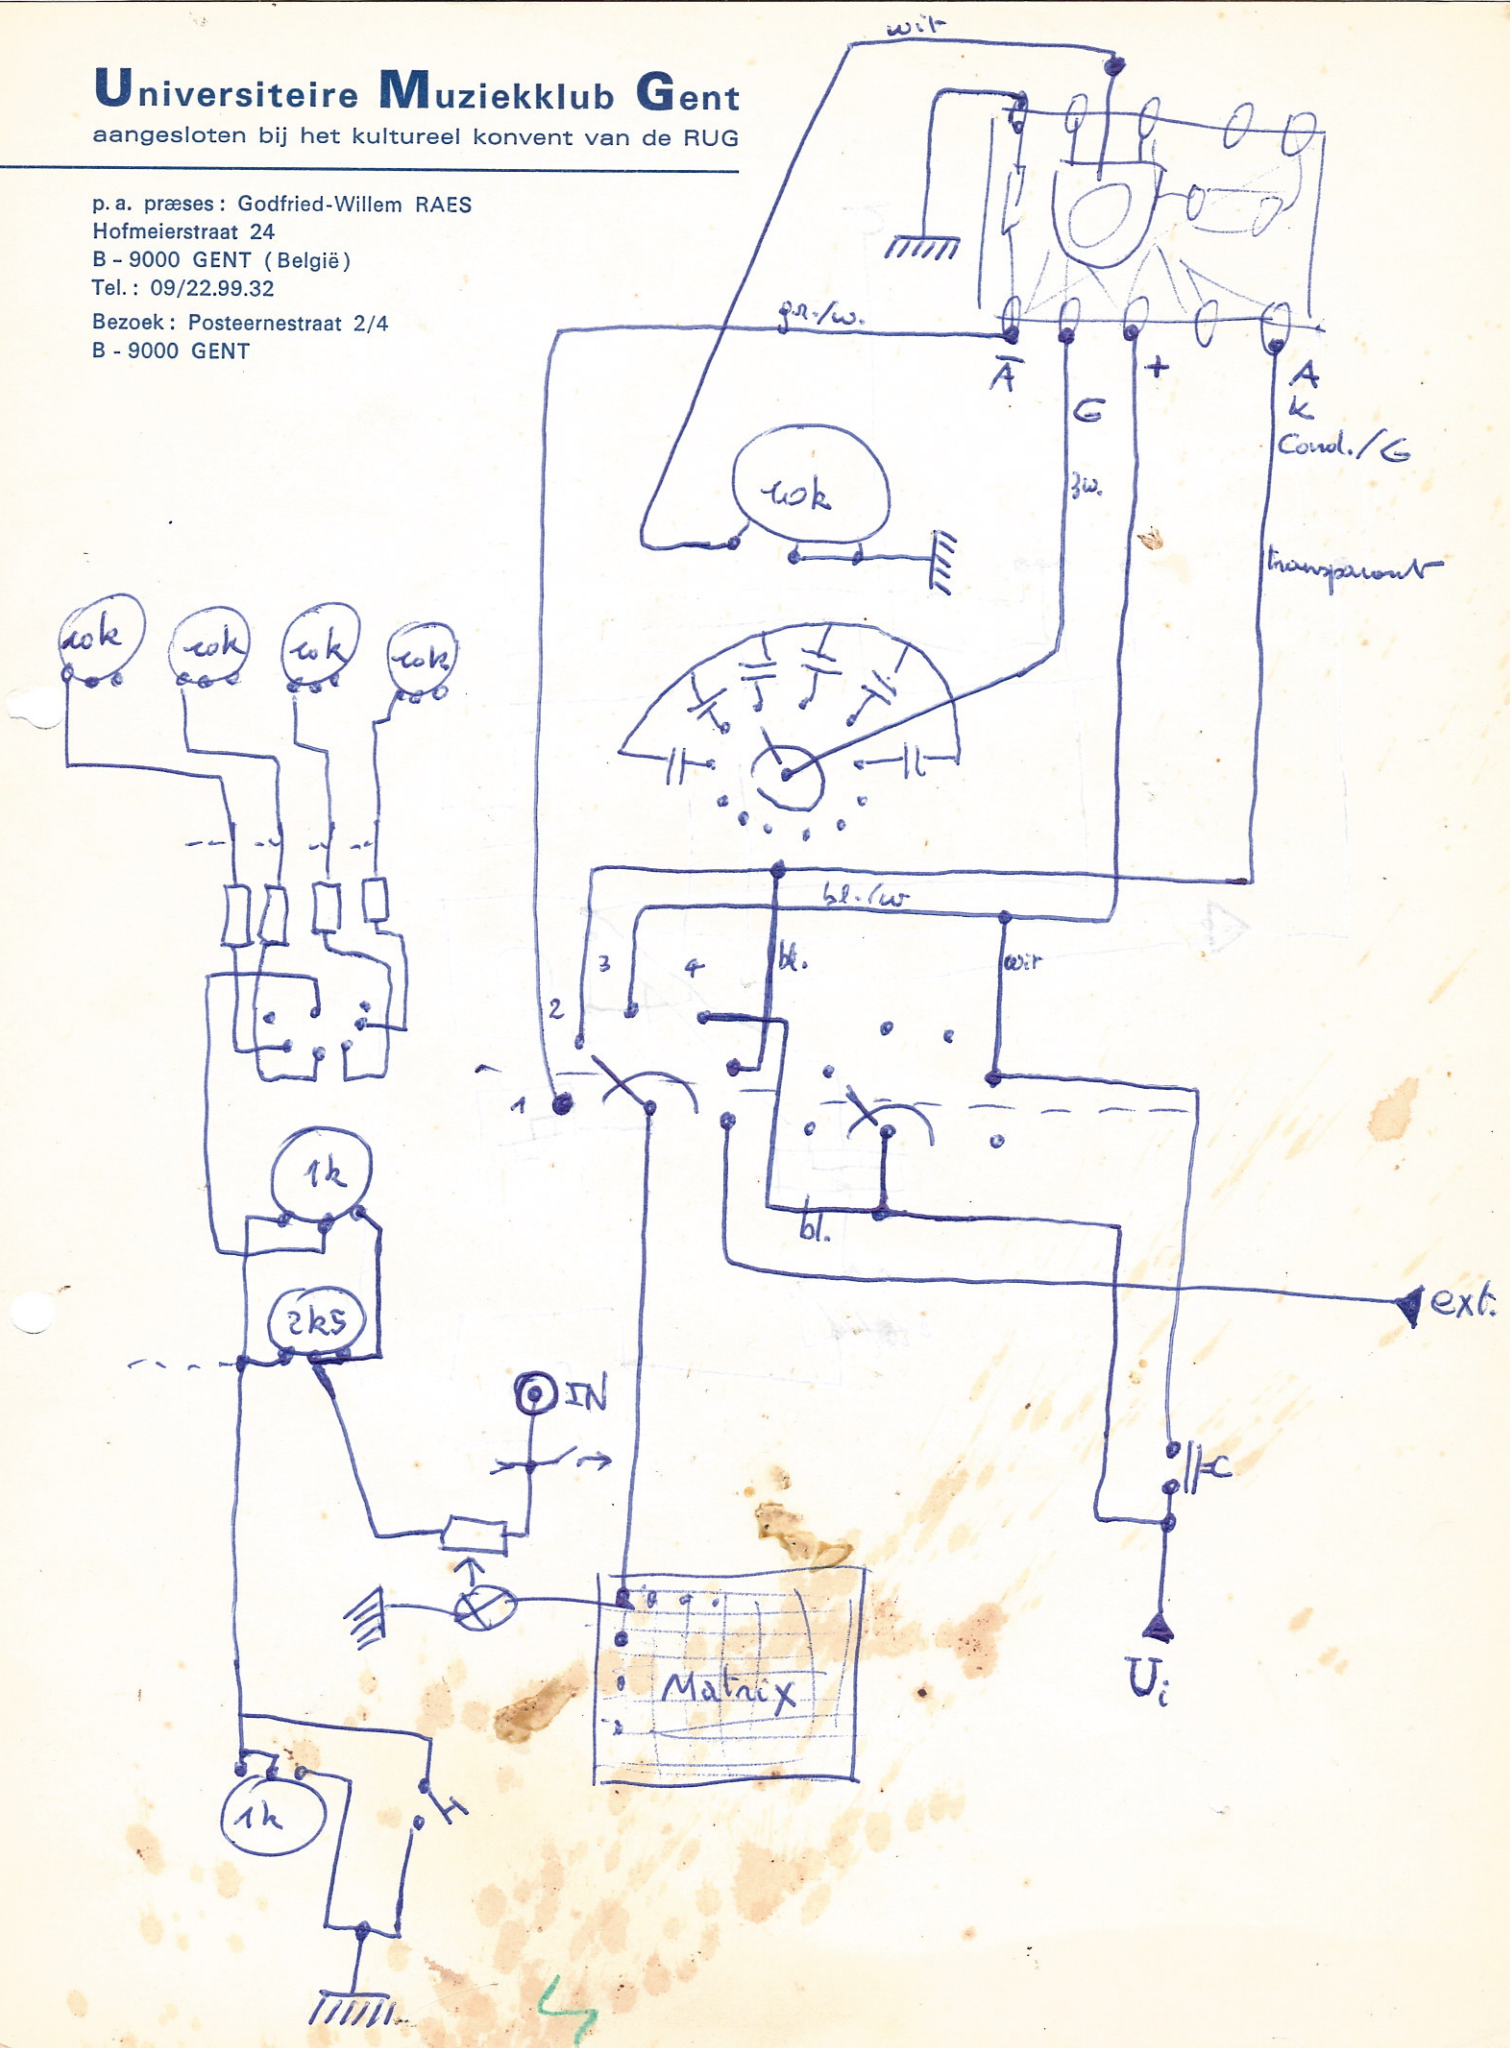 Universiteire Muziekklub Gent
aangesloten bij het kultureel konvent van de RUG
p.a. præses: Godfried-Willem RAES
Hofmeierstraat 24
B - 9000 GENT (België)
Tel.: 09/22.99.32
Bezoek: Posteernestraat 2/4
B - 9000 GENT
wit
gr./w.
A
G
+
A
K
Cond./G
zw.
transparant
10k
10k
10k
10k
10k
bl./w
bl.
wit
1
2
3
4
bl.
1k
2k5
IN
ext.
C
Matrix
Ui
1k